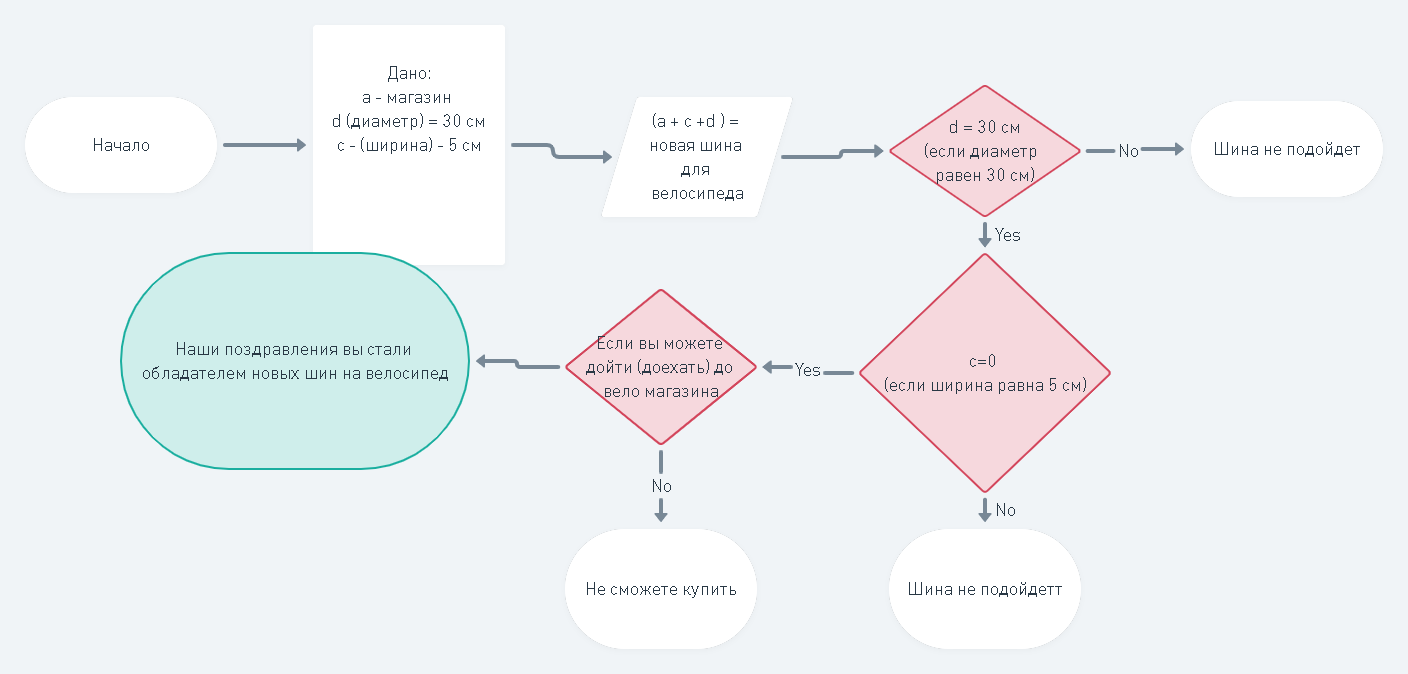 Начало
Дано:
a - магазин
d (диаметр) = 30 см
c - (ширина) - 5 см
(a + c +d ) =
новая шина
для
велосипеда
d = 30 см
(если диаметр
равен 30 см)
No
Шина не подойдет
Yes
c=0
(если ширина равна 5 см)
Yes
Если вы можете
дойти (доехать) до
вело магазина
Наши поздравления вы стали
обладателем новых шин на велосипед
No
Не сможете купить
No
Шина не подойдетт